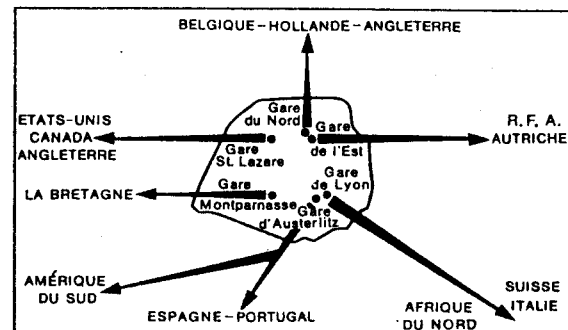 BELGIQUE-HOLLANDE-ANGLETERRE
Gare
du Nord
ETATS-UNIS
CANADA
ANGLETERRE
Gare
St. Lazare
Gare
de l'Est
R. F. A.
AUTRICHE
LA BRETAGNE
Gare
Montparnasse
Gare
de Lyon
Gare
d'Austerlitz
AMÉRIQUE
DU SUD
ESPAGNE-PORTUGAL
AFRIQUE
DU NORD
SUISSE
ITALIE